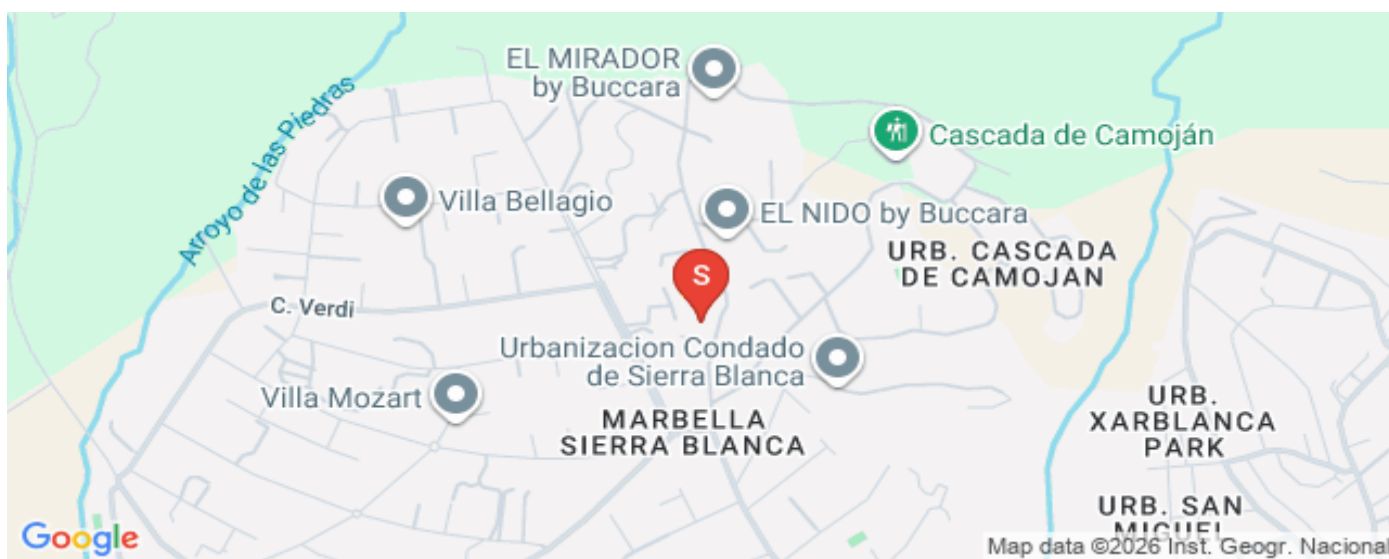 EL MIRADOR
by Buccara
Cascada de Camoján
Arroyo de las Piedras
Villa Bellagio
EL NIDO by Buccara
URB. CASCADA
DE CAMOJAN
S
C. Verdi
Urbanizacion Condado
de Sierra Blanca
Villa Mozart
MARBELLA
SIERRA BLANCA
URB.
XARBLANCA
PARK
URB. SAN
MIGUEL
Google
Map data ©2026 Inst. Geogr. Nacional